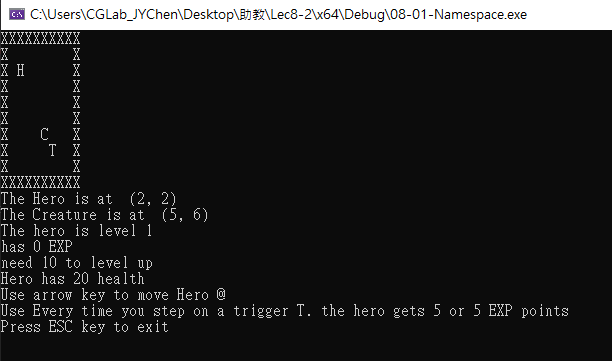 C:\Users\CGLab_JYChen\Desktop\助教\Lec8-2\x64\Debug\08-01-Namespace.exe
XXXXXXXXXX
X        X
X H      X
X        X
X        X
X        X
X    C   X
X     T  X
X        X
XXXXXXXXXX
The Hero is at  (2, 2)
The Creature is at  (5, 6)
The hero is level 1
has 0 EXP
need 10 to level up
Hero has 20 health
Use arrow key to move Hero @
Use Every time you step on a trigger T. the hero gets 5 or 5 EXP points
Press ESC key to exit